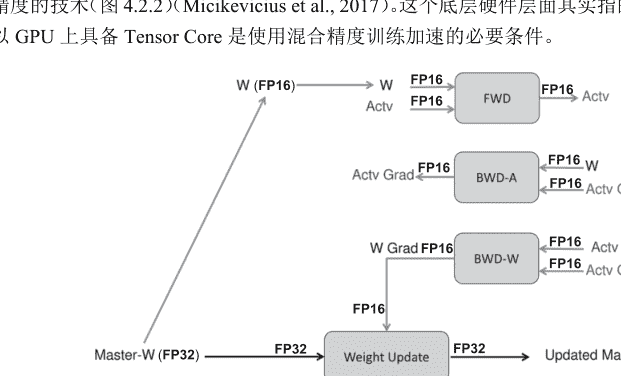 精度的技术（图 4.2.2）（Micikevicius et al., 2017）。这个底层硬件层面其实指
以 GPU 上具备 Tensor Core 是使用混合精度训练加速的必要条件。
W (FP16) W FP16
Actv FP16 FWD FP16 Actv
Actv Grad FP16 BWD-A FP16 W
FP16 Actv
W Grad FP16 BWD-W FP16 Actv
FP16 Actv
FP16
Master-W (FP32) FP32 Weight Update FP32 Updated